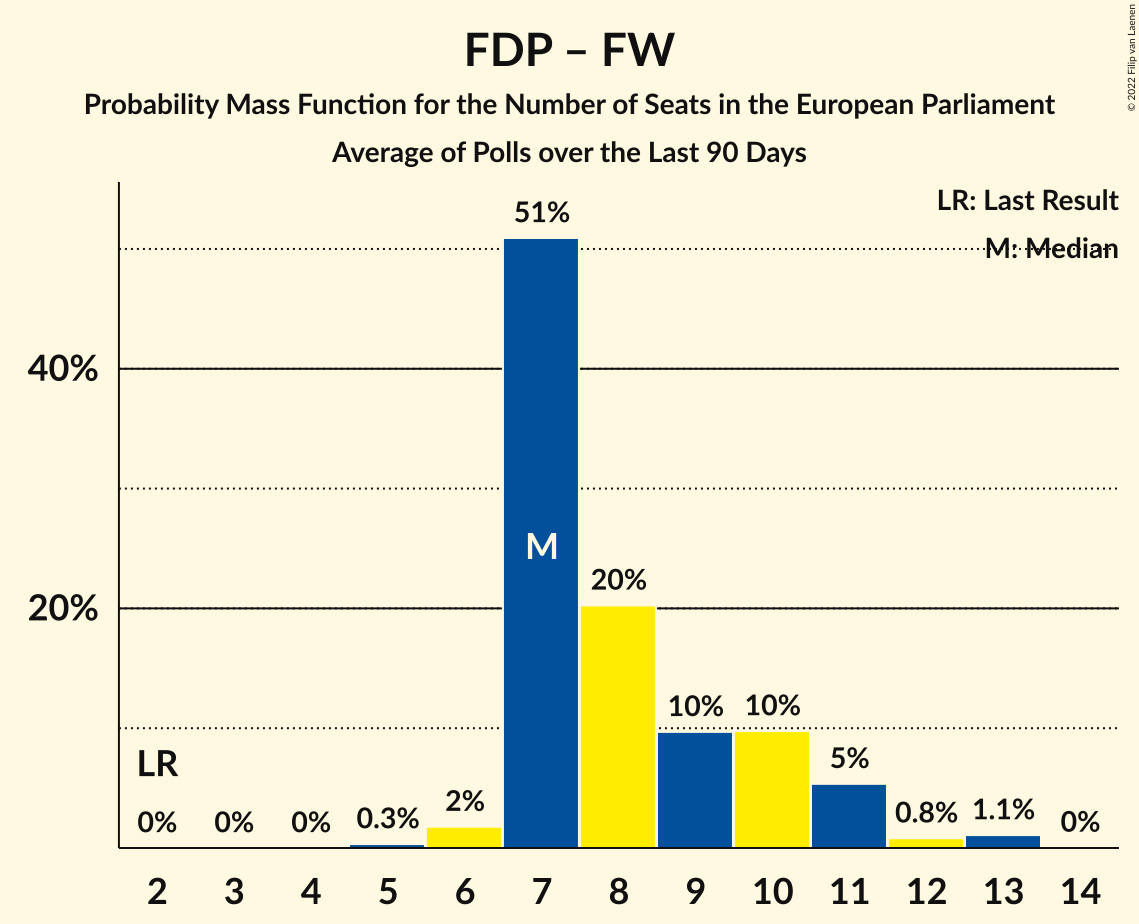 FDP – FW
Probability Mass Function for the Number of Seats in the European Parliament
Average of Polls over the Last 90 Days
© 2022 Filip van Laenen
LR: Last Result
M: Median
51%
40%
M
20%
20%
10% 10%
LR
5%
0% 0% 0% 0.3% 2% 0.8% 1.1% 0%
2 3 4 5 6 7 8 9 10 11 12 13 14